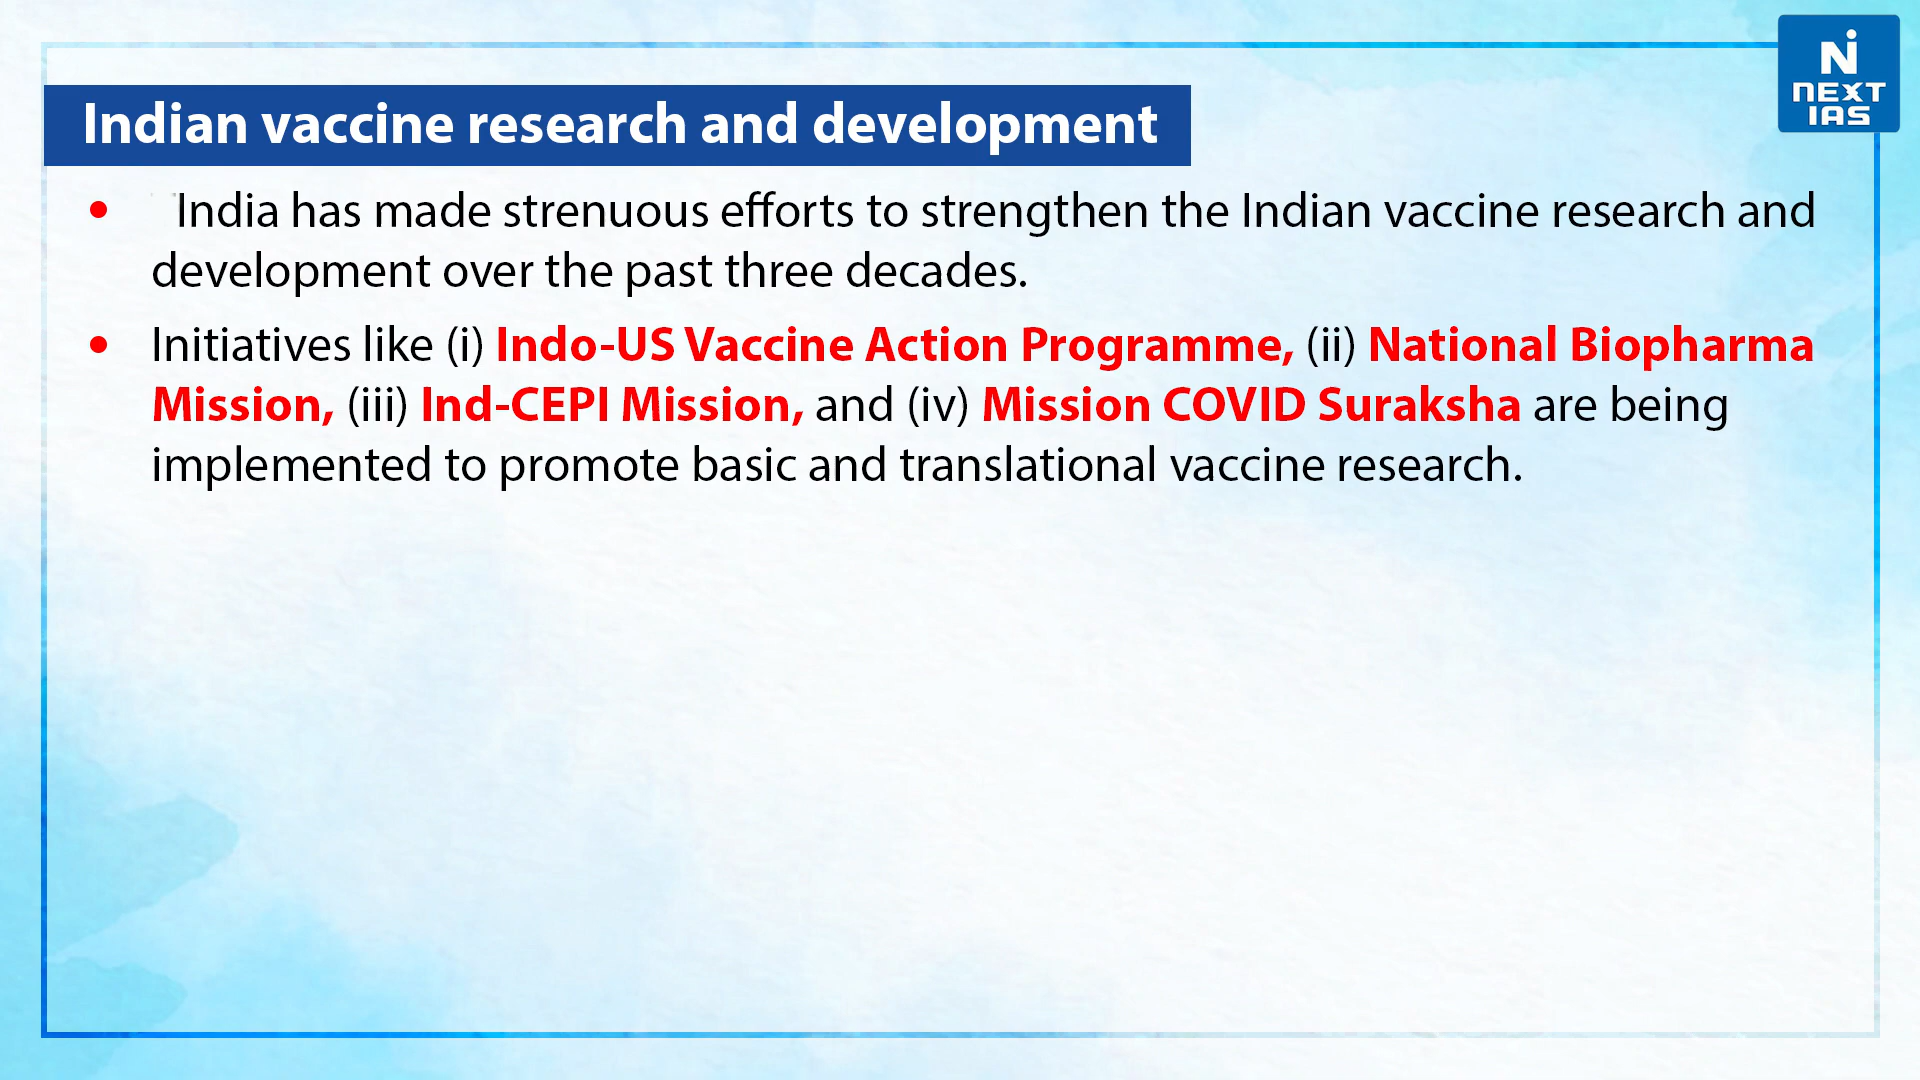 NEXT
IAS
Indian vaccine research and development
• India has made strenuous efforts to strengthen the Indian vaccine research and
development over the past three decades.
• Initiatives like (i) Indo-US Vaccine Action Programme, (ii) National Biopharma
Mission, (iii) Ind-CEPI Mission, and (iv) Mission COVID Suraksha are being
implemented to promote basic and translational vaccine research.